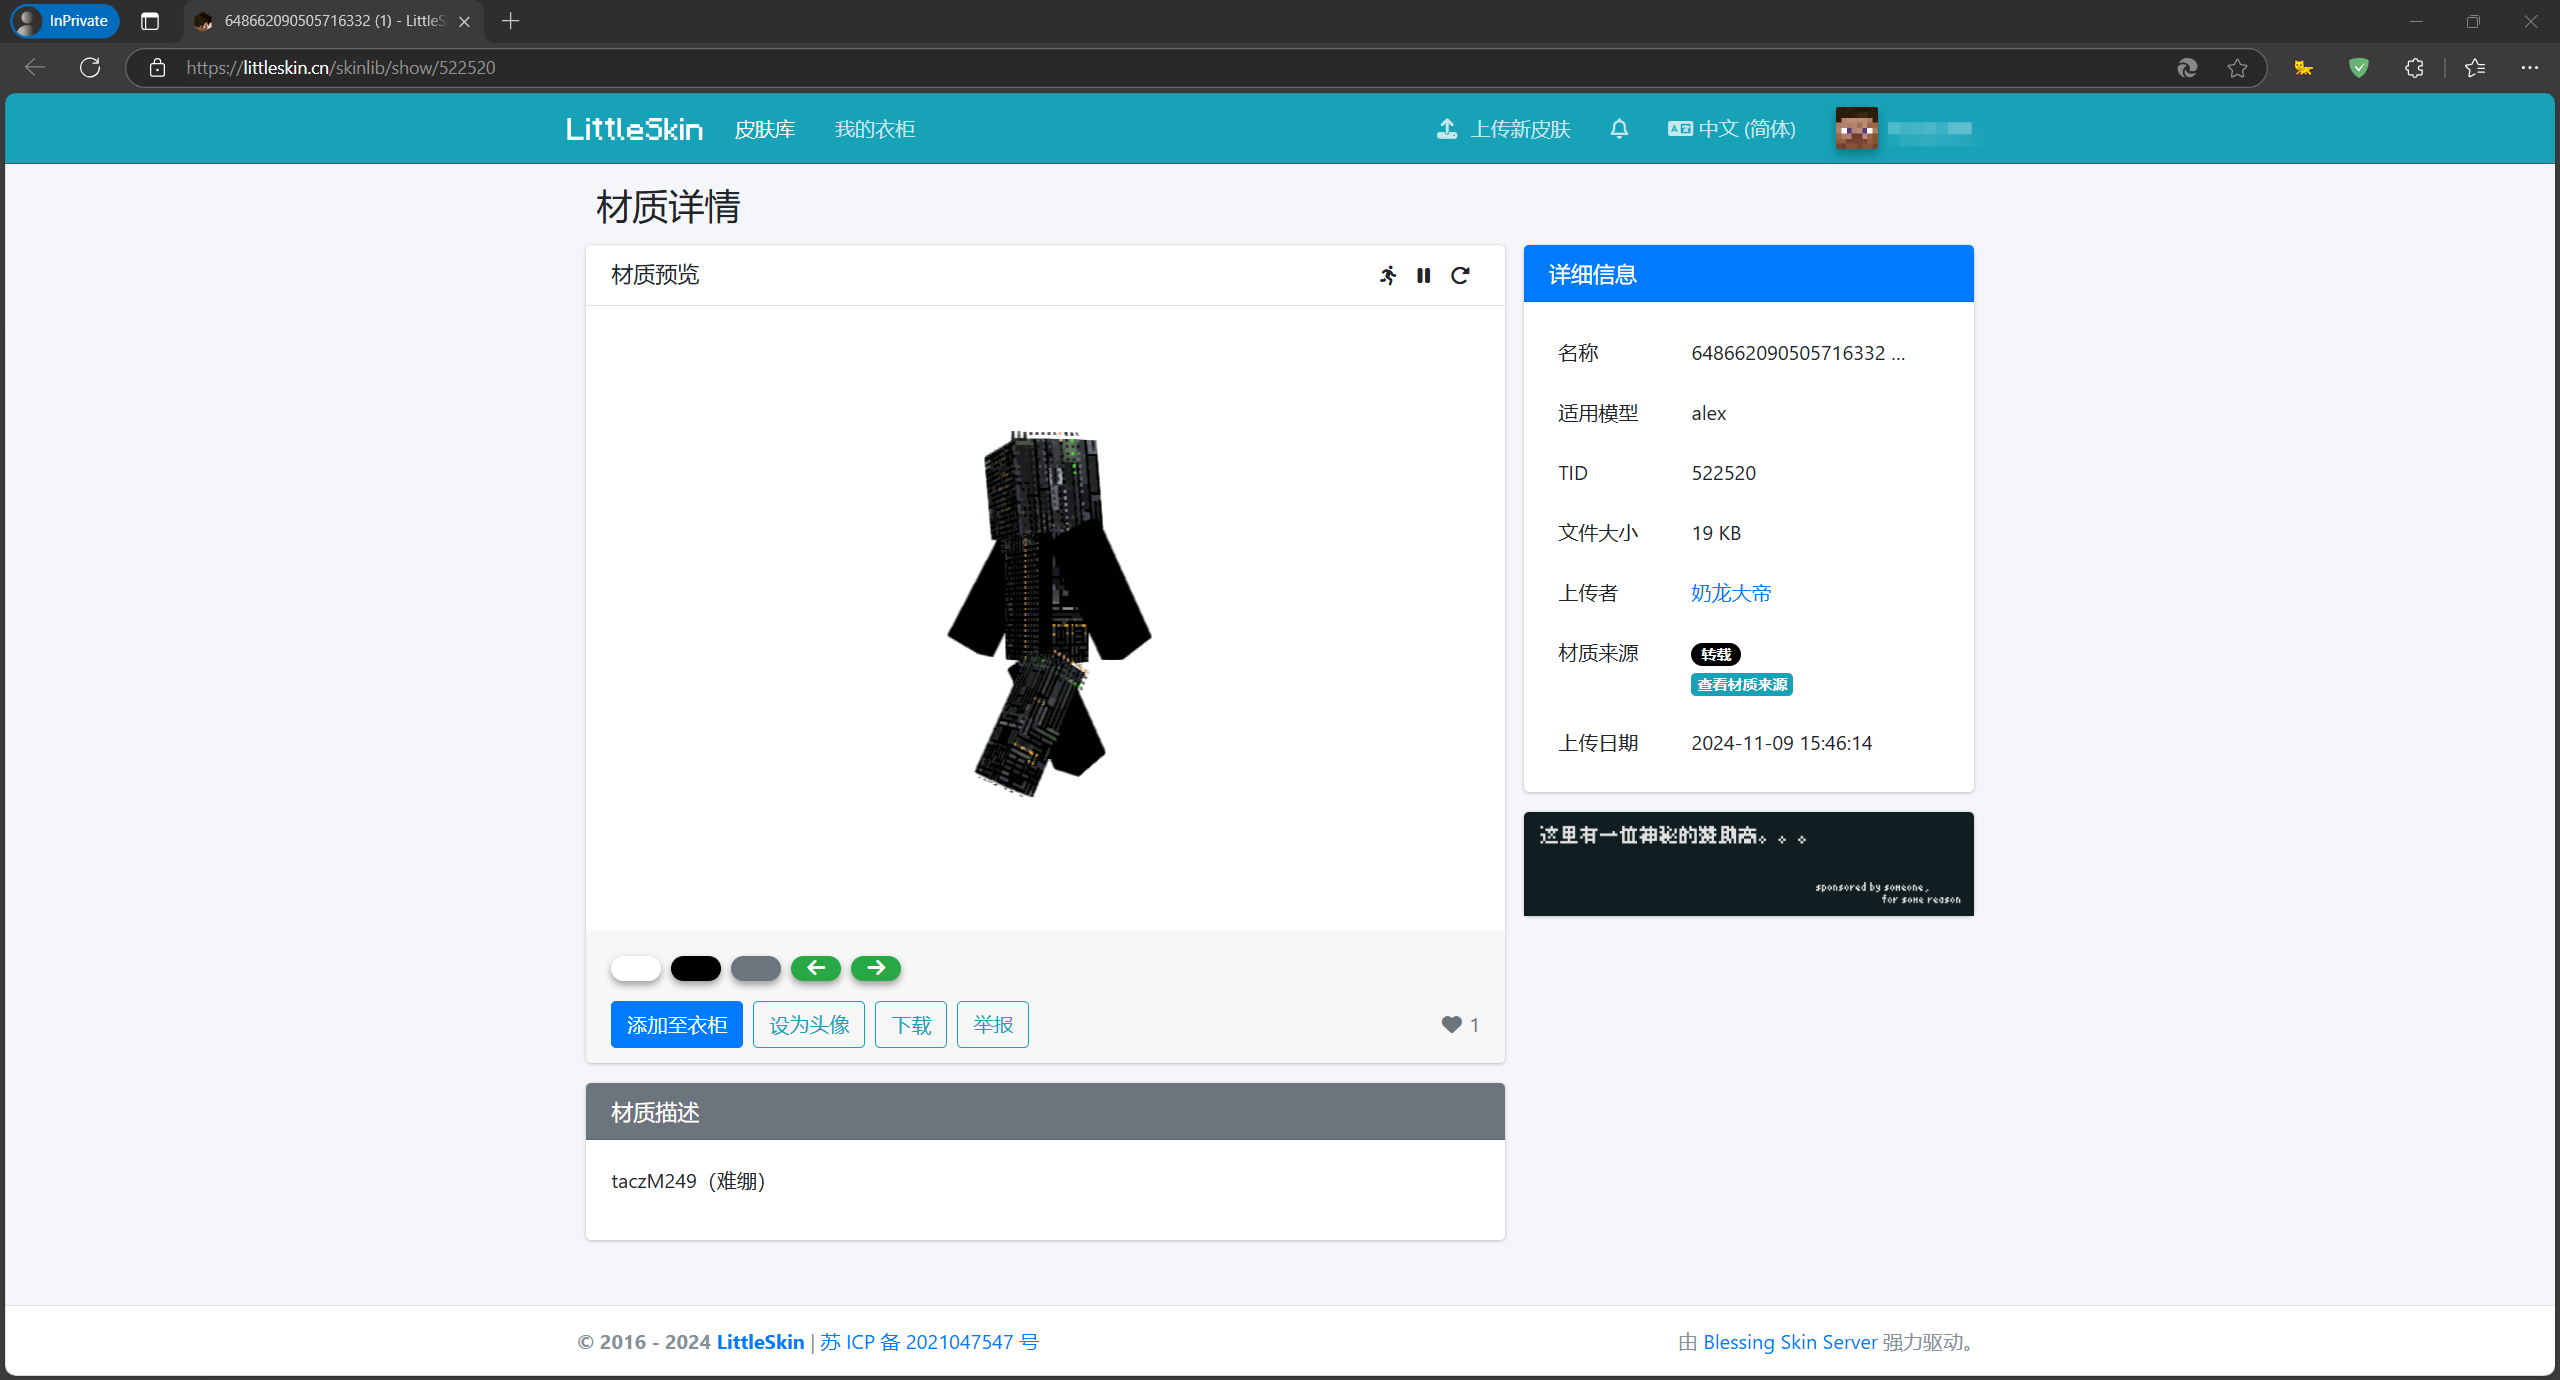 InPrivate
648662090505716332 (1) - LittleS
https://littleskin.cn/skinlib/show/522520
LittleSkin
皮肤库
我的衣柜
上传新皮肤
中文 (简体)
材质详情
材质预览
添加至衣柜
设为头像
下载
举报
1
材质描述
taczM249（难绷）
详细信息
名称 648662090505716332 ...
适用模型 alex
TID 522520
文件大小 19 KB
上传者 奶龙大帝
材质来源 转载
查看材质来源
上传日期 2024-11-09 15:46:14
这里有一位神秘的赞助商。。。
sponsored by someone,
for some reason
© 2016 - 2024 LittleSkin | 苏 ICP 备 2021047547 号
由 Blessing Skin Server 强力驱动。